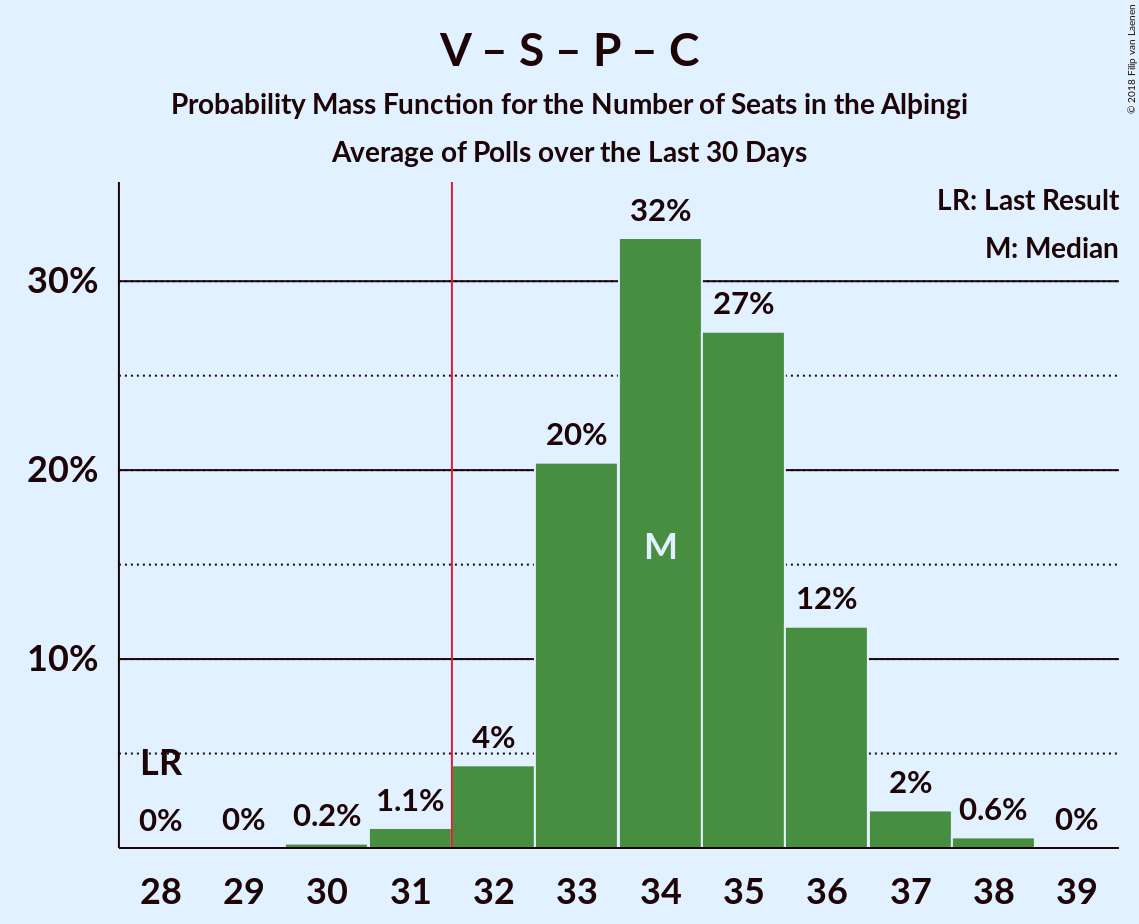 V – S – P – C
Probability Mass Function for the Number of Seats in the Alþingi
Average of Polls over the Last 30 Days
© 2018 Filip van Laenen
LR: Last Result
M: Median
32%
30%
27%
20%
20%
M
12%
10%
4%
LR
2%
1.1%
0.6%
0.2%
0%
0%
0%
28 29 30 31 32 33 34 35 36 37 38 39